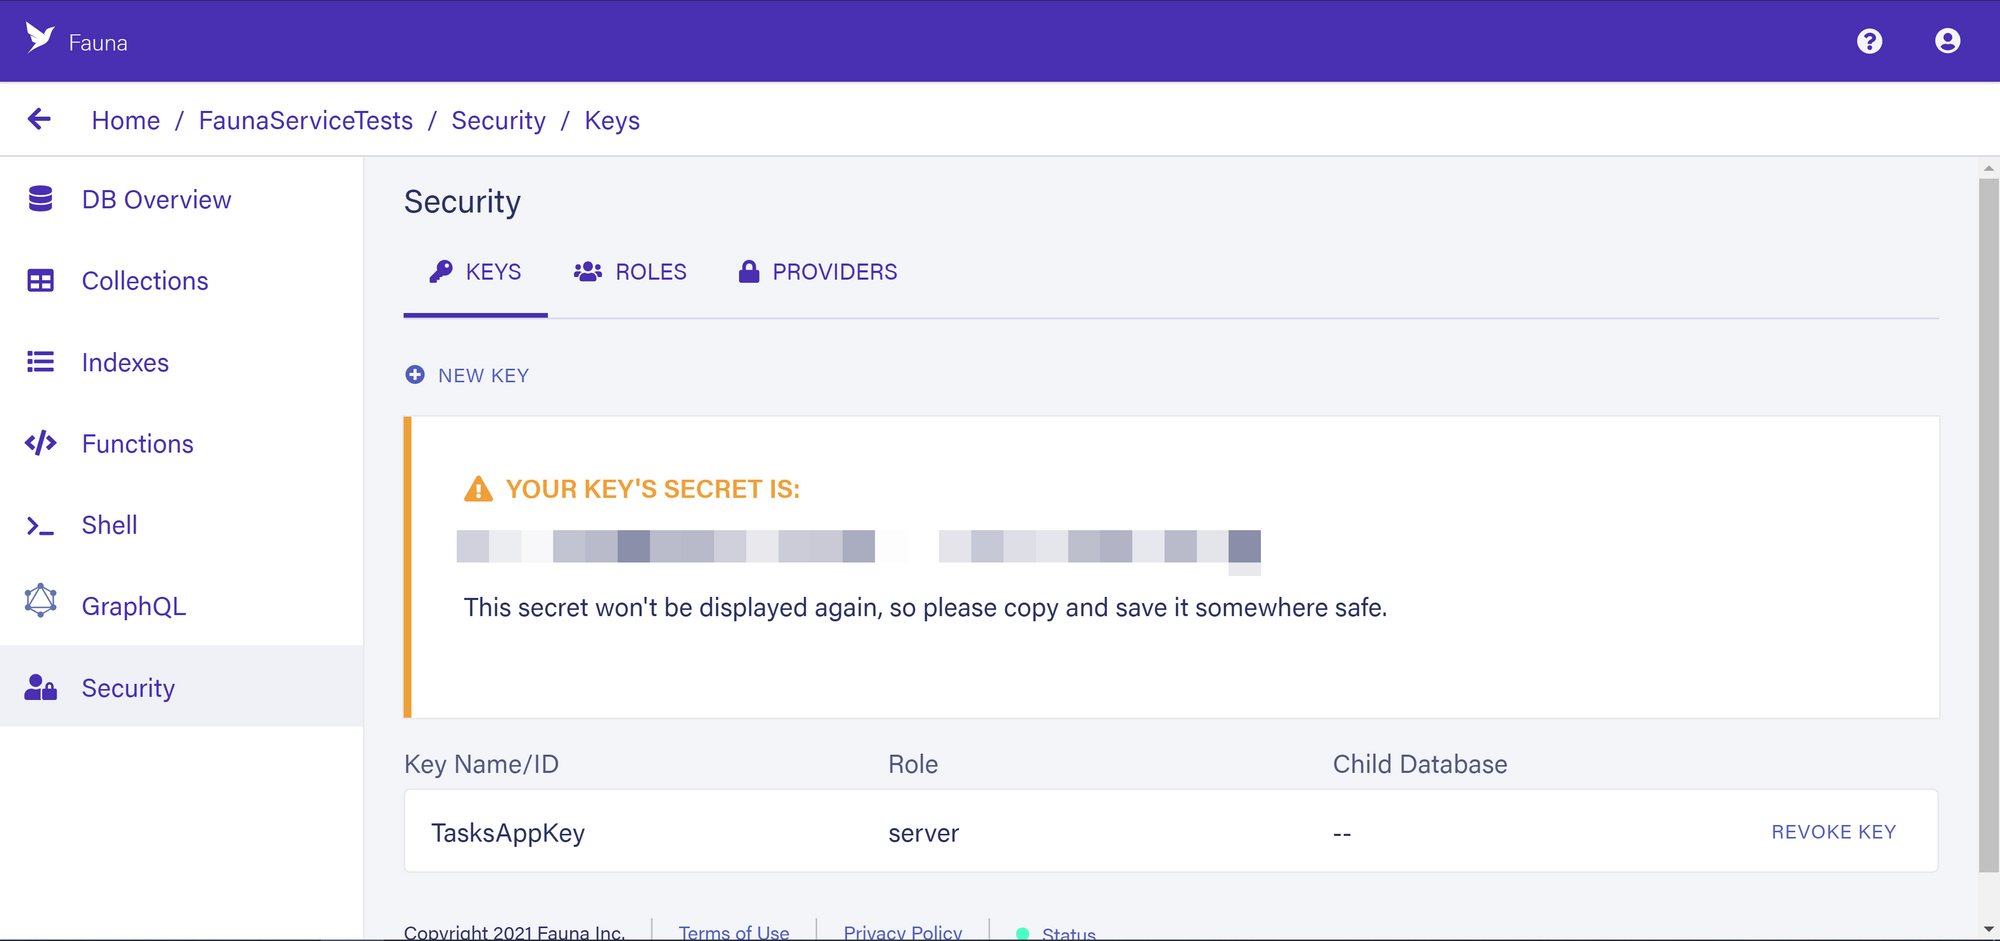 Fauna
Home / FaunaServiceTests / Security / Keys
DB Overview
Collections
Indexes
Functions
Shell
GraphQL
Security
Security
KEYS ROLES PROVIDERS
NEW KEY
YOUR KEY'S SECRET IS:
This secret won't be displayed again, so please copy and save it somewhere safe.
Key Name/ID Role Child Database
TasksAppKey server -- REVOKE KEY
Copyright 2021 Fauna Inc. Terms of Use Privacy Policy Status